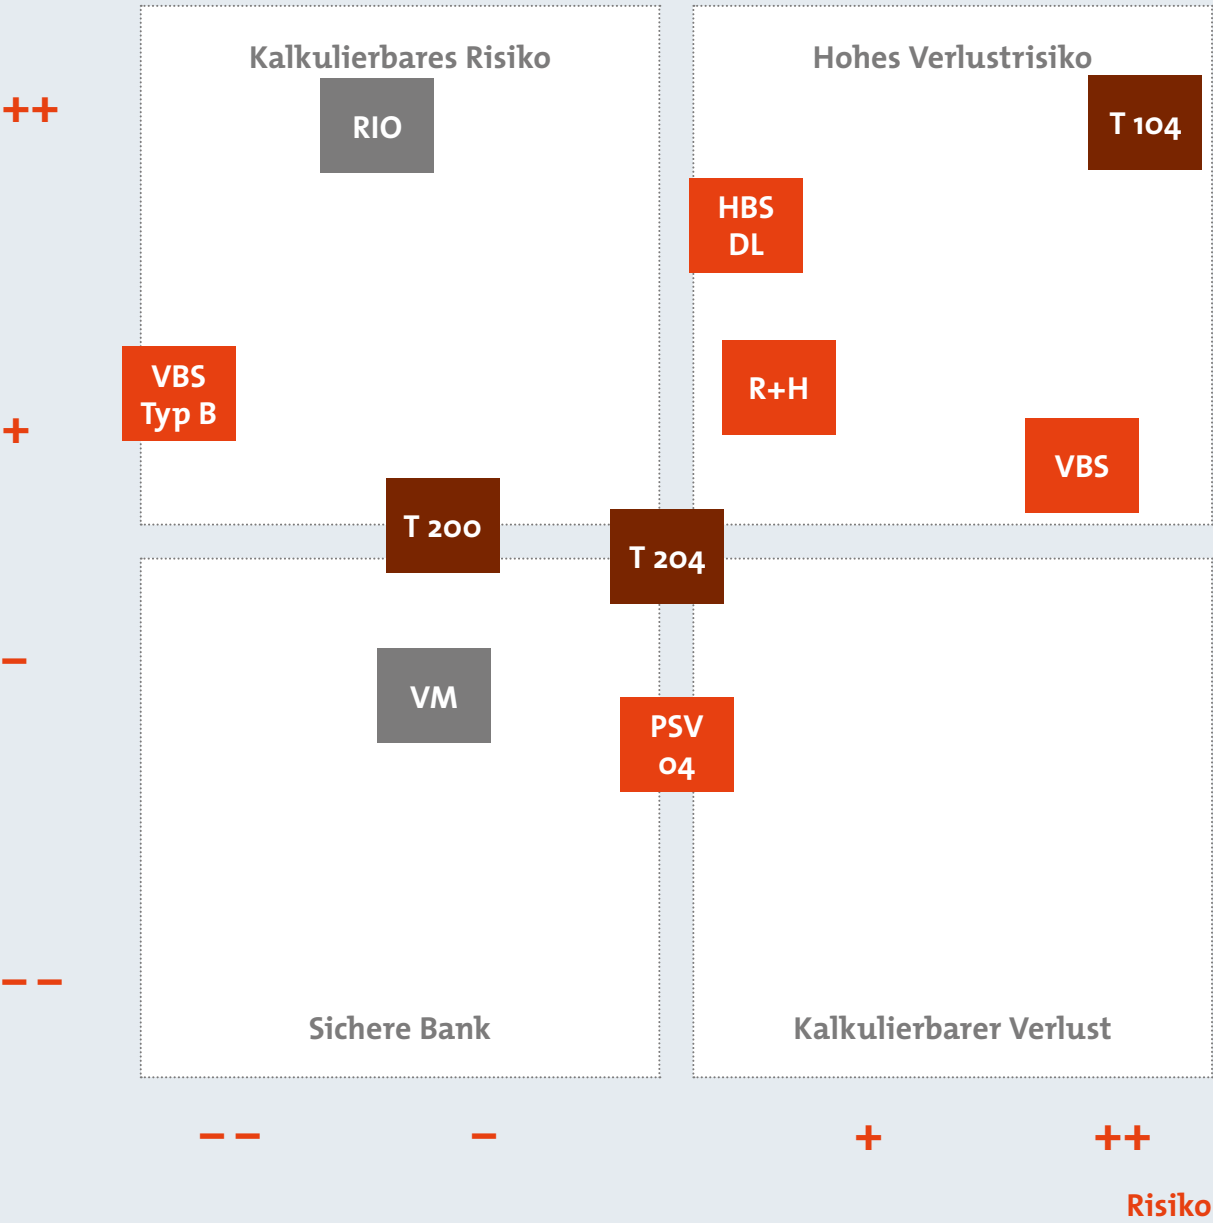 Kalkulierbares Risiko
Hohes Verlustrisiko
++
RIO
T 104
HBS
DL
VBS
Typ B
R+H
+
VBS
T 200
T 204
–
VM
PSV
04
– –
Sichere Bank
Kalkulierbarer Verlust
– –
–
+
++
Risiko